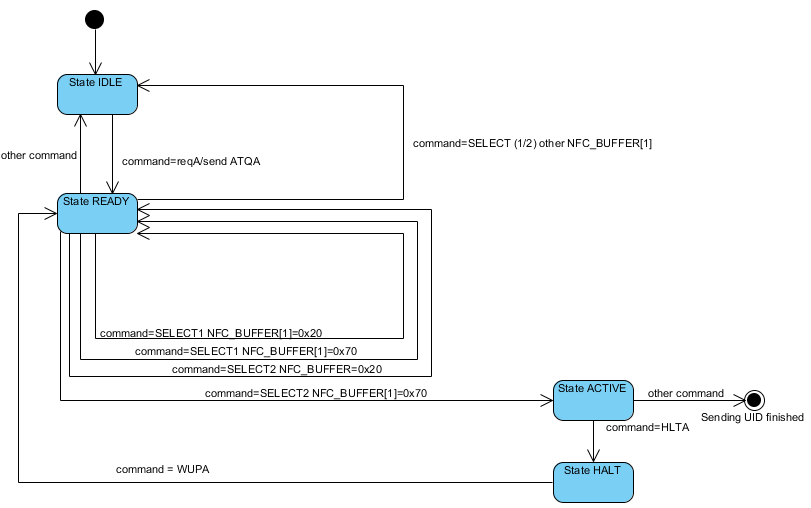 State IDLE
command=SELECT (1/2) other NFC_BUFFER[1]
other command
command=reqA/send ATQA
State READY
command=SELECT1 NFC_BUFFER[1]=0x20
command=SELECT1 NFC_BUFFER[1]=0x70
command=SELECT2 NFC_BUFFER=0x20
command=SELECT2 NFC_BUFFER[1]=0x70
State ACTIVE
other command
Sending UID finished
command=HLTA
command = WUPA
State HALT